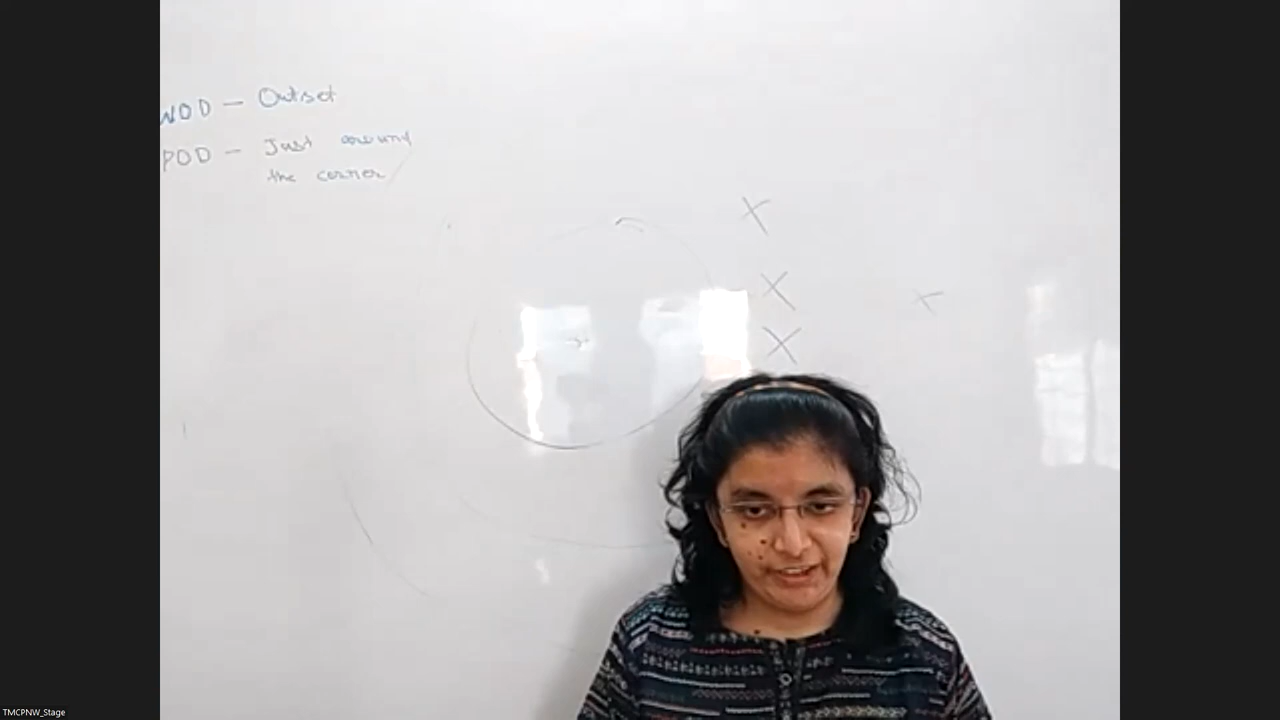 WOD - Outset
POD - Just around
the corner
X
X
X
X
TMCPNW_Stage